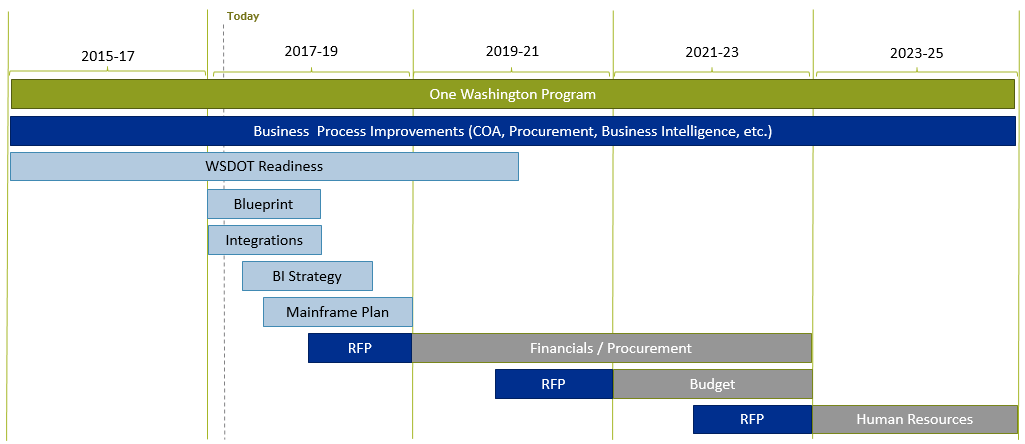 Today
2015-17
2017-19
2019-21
2021-23
2023-25
One Washington Program
Business Process Improvements (COA, Procurement, Business Intelligence, etc.)
WSDOT Readiness
Blueprint
Integrations
BI Strategy
Mainframe Plan
RFP
Financials / Procurement
RFP
Budget
RFP
Human Resources